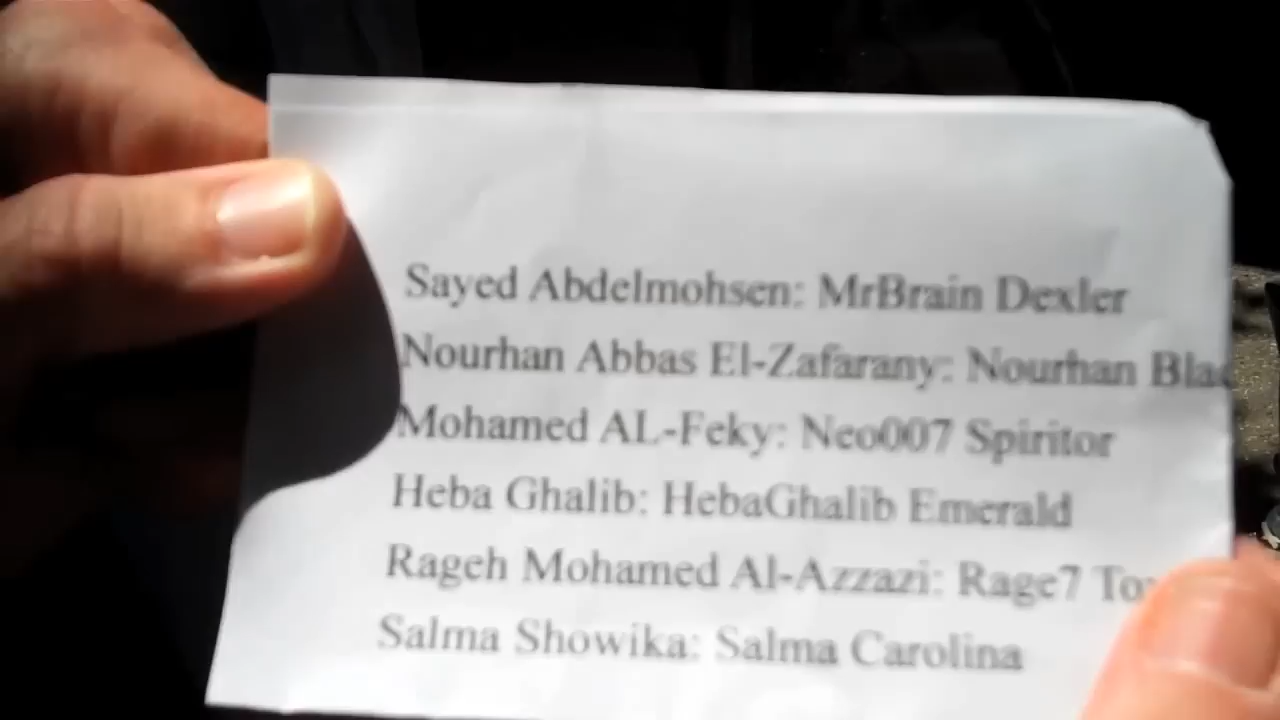 Sayed Abdelmohsen: MrBrain Dexler
Nourhan Abbas El-Zafarany: Nourhan
Mohamed AL-Feky: Neo007 Spiritor
Heba Ghalib: HebaGhalib Emerald
Rageh Mohamed Al-Azzazi: Rage7
Salma Showika: Salma Carolina